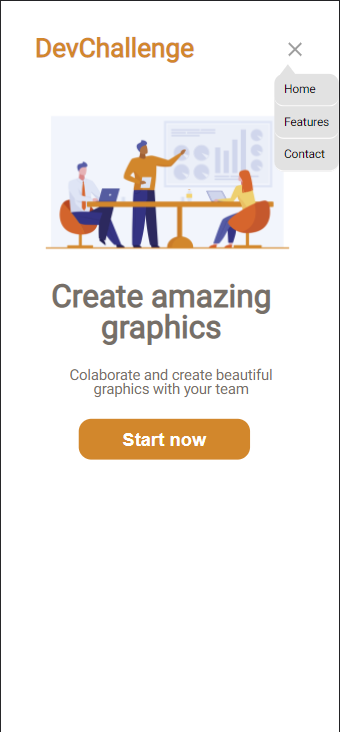 DevChallenge
Home
Features
Contact
Create amazing
graphics
Colaborate and create beautiful
graphics with your team
Start now